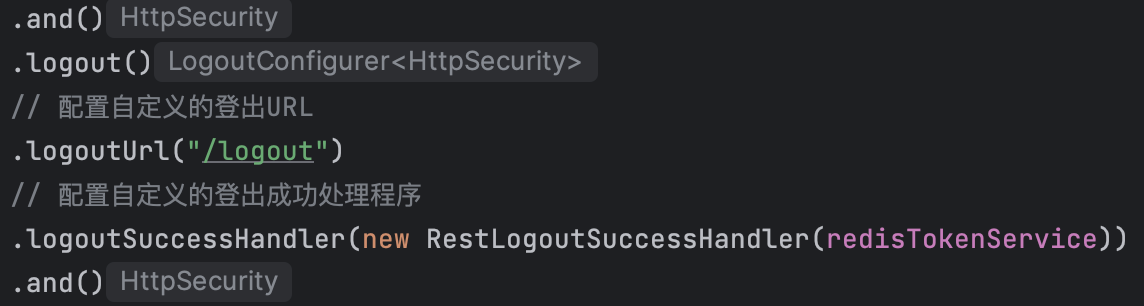 .and() HttpSecurity
.logout() LogoutConfigurer<HttpSecurity>
// 配置自定义的登出URL
.logoutUrl("/logout")
// 配置自定义的登出成功处理程序
.logoutSuccessHandler(new RestLogoutSuccessHandler(redisTokenService))
.and() HttpSecurity